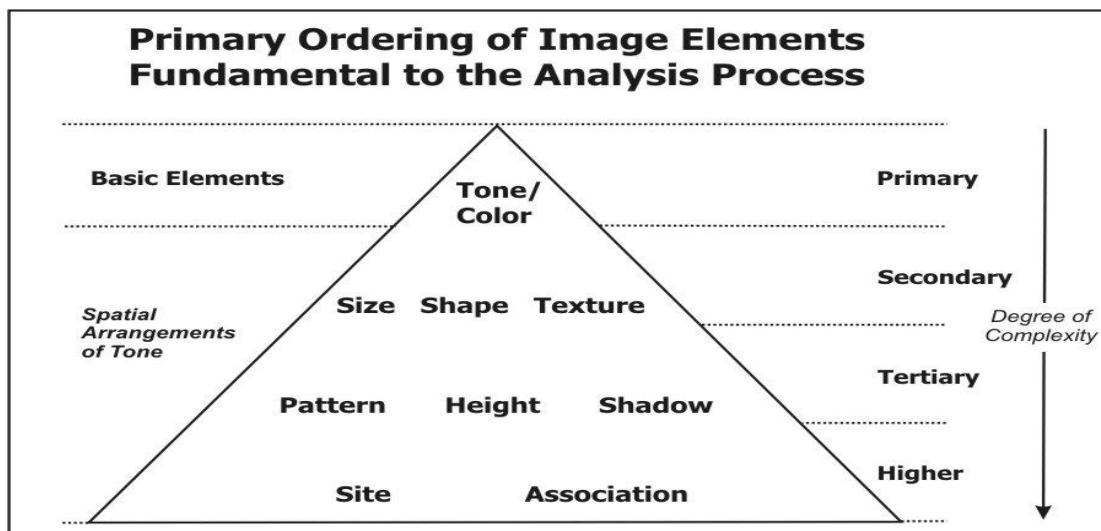 Primary Ordering of Image Elements
Fundamental to the Analysis Process
Basic Elements
Tone/
Color
Primary
Secondary
Size Shape Texture
Spatial
Arrangements
of Tone
Degree of
Complexity
Tertiary
Pattern Height Shadow
Higher
Site Association